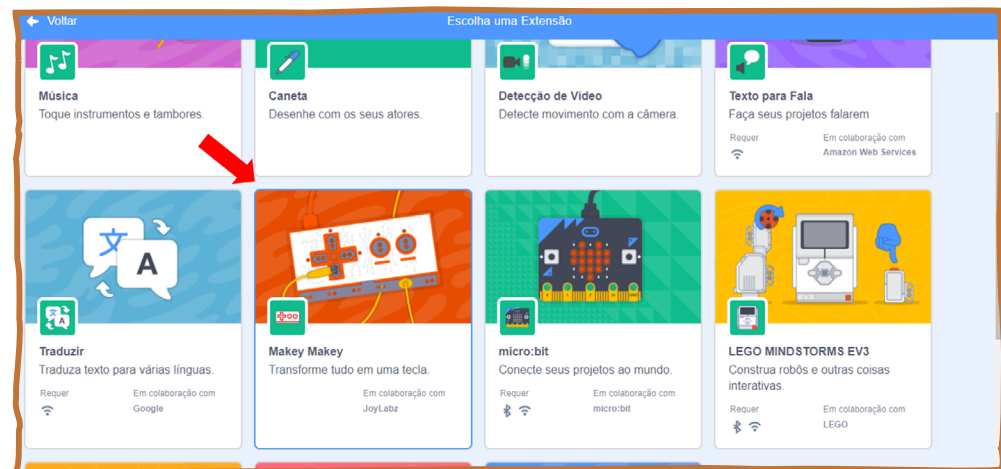 Voltar
Escolha uma Extensão
Música
Toque instrumentos e tambores.
Caneta
Desenhe com os seus atores.
Detecção de Vídeo
Detecte movimento com a câmera.
Texto para Fala
Faça seus projetos falarem
Requer
Em colaboração com
Amazon Web Services
文
A
文
A
Traduzir
Traduza texto para várias línguas.
Requer
Em colaboração com
Google
Makey Makey
Transforme tudo em uma tecla.
Em colaboração com
JoyLabz
micro:bit
Conecte seus projetos ao mundo.
Requer
Em colaboração com
micro:bit
EV3
LEGO MINDSTORMS EV3
Construa robôs e outras coisas
interativas.
Requer
Em colaboração com
LEGO